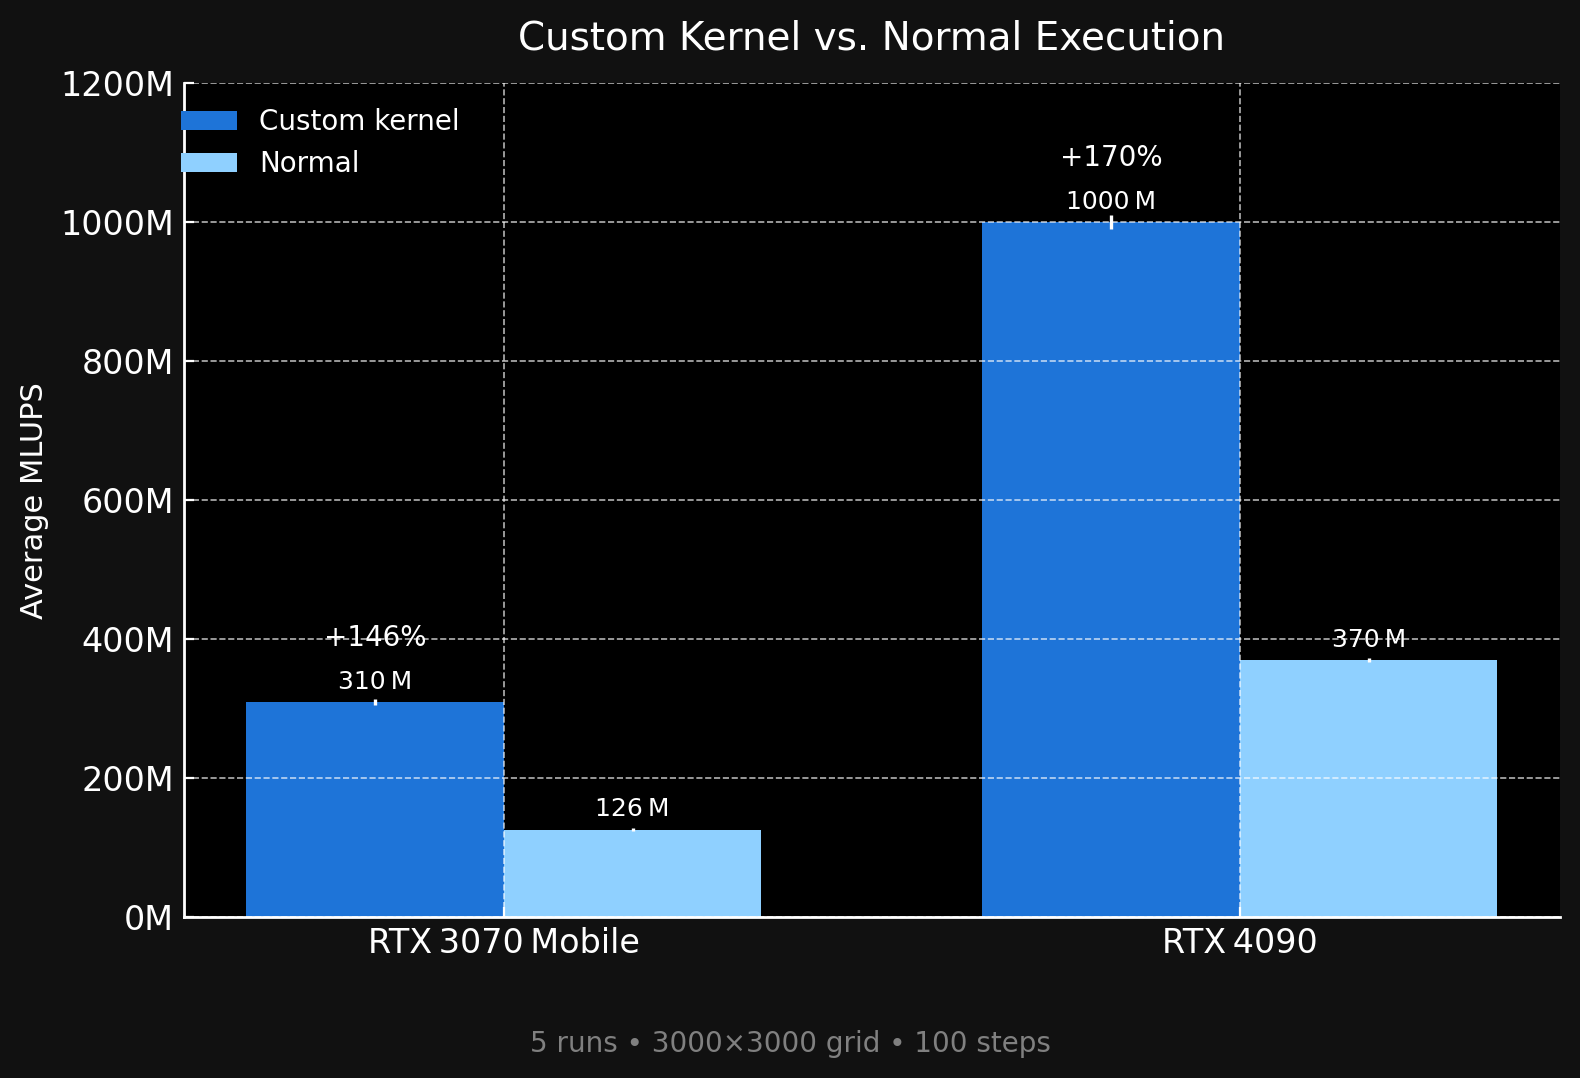 Custom Kernel vs. Normal Execution
1200M
1000M
800M
600M
400M
200M
0M
Average MLUPS
Custom kernel
Normal
+146%
310 M
126 M
+170%
1000 M
370 M
RTX 3070 Mobile
RTX 4090
5 runs • 3000×3000 grid • 100 steps